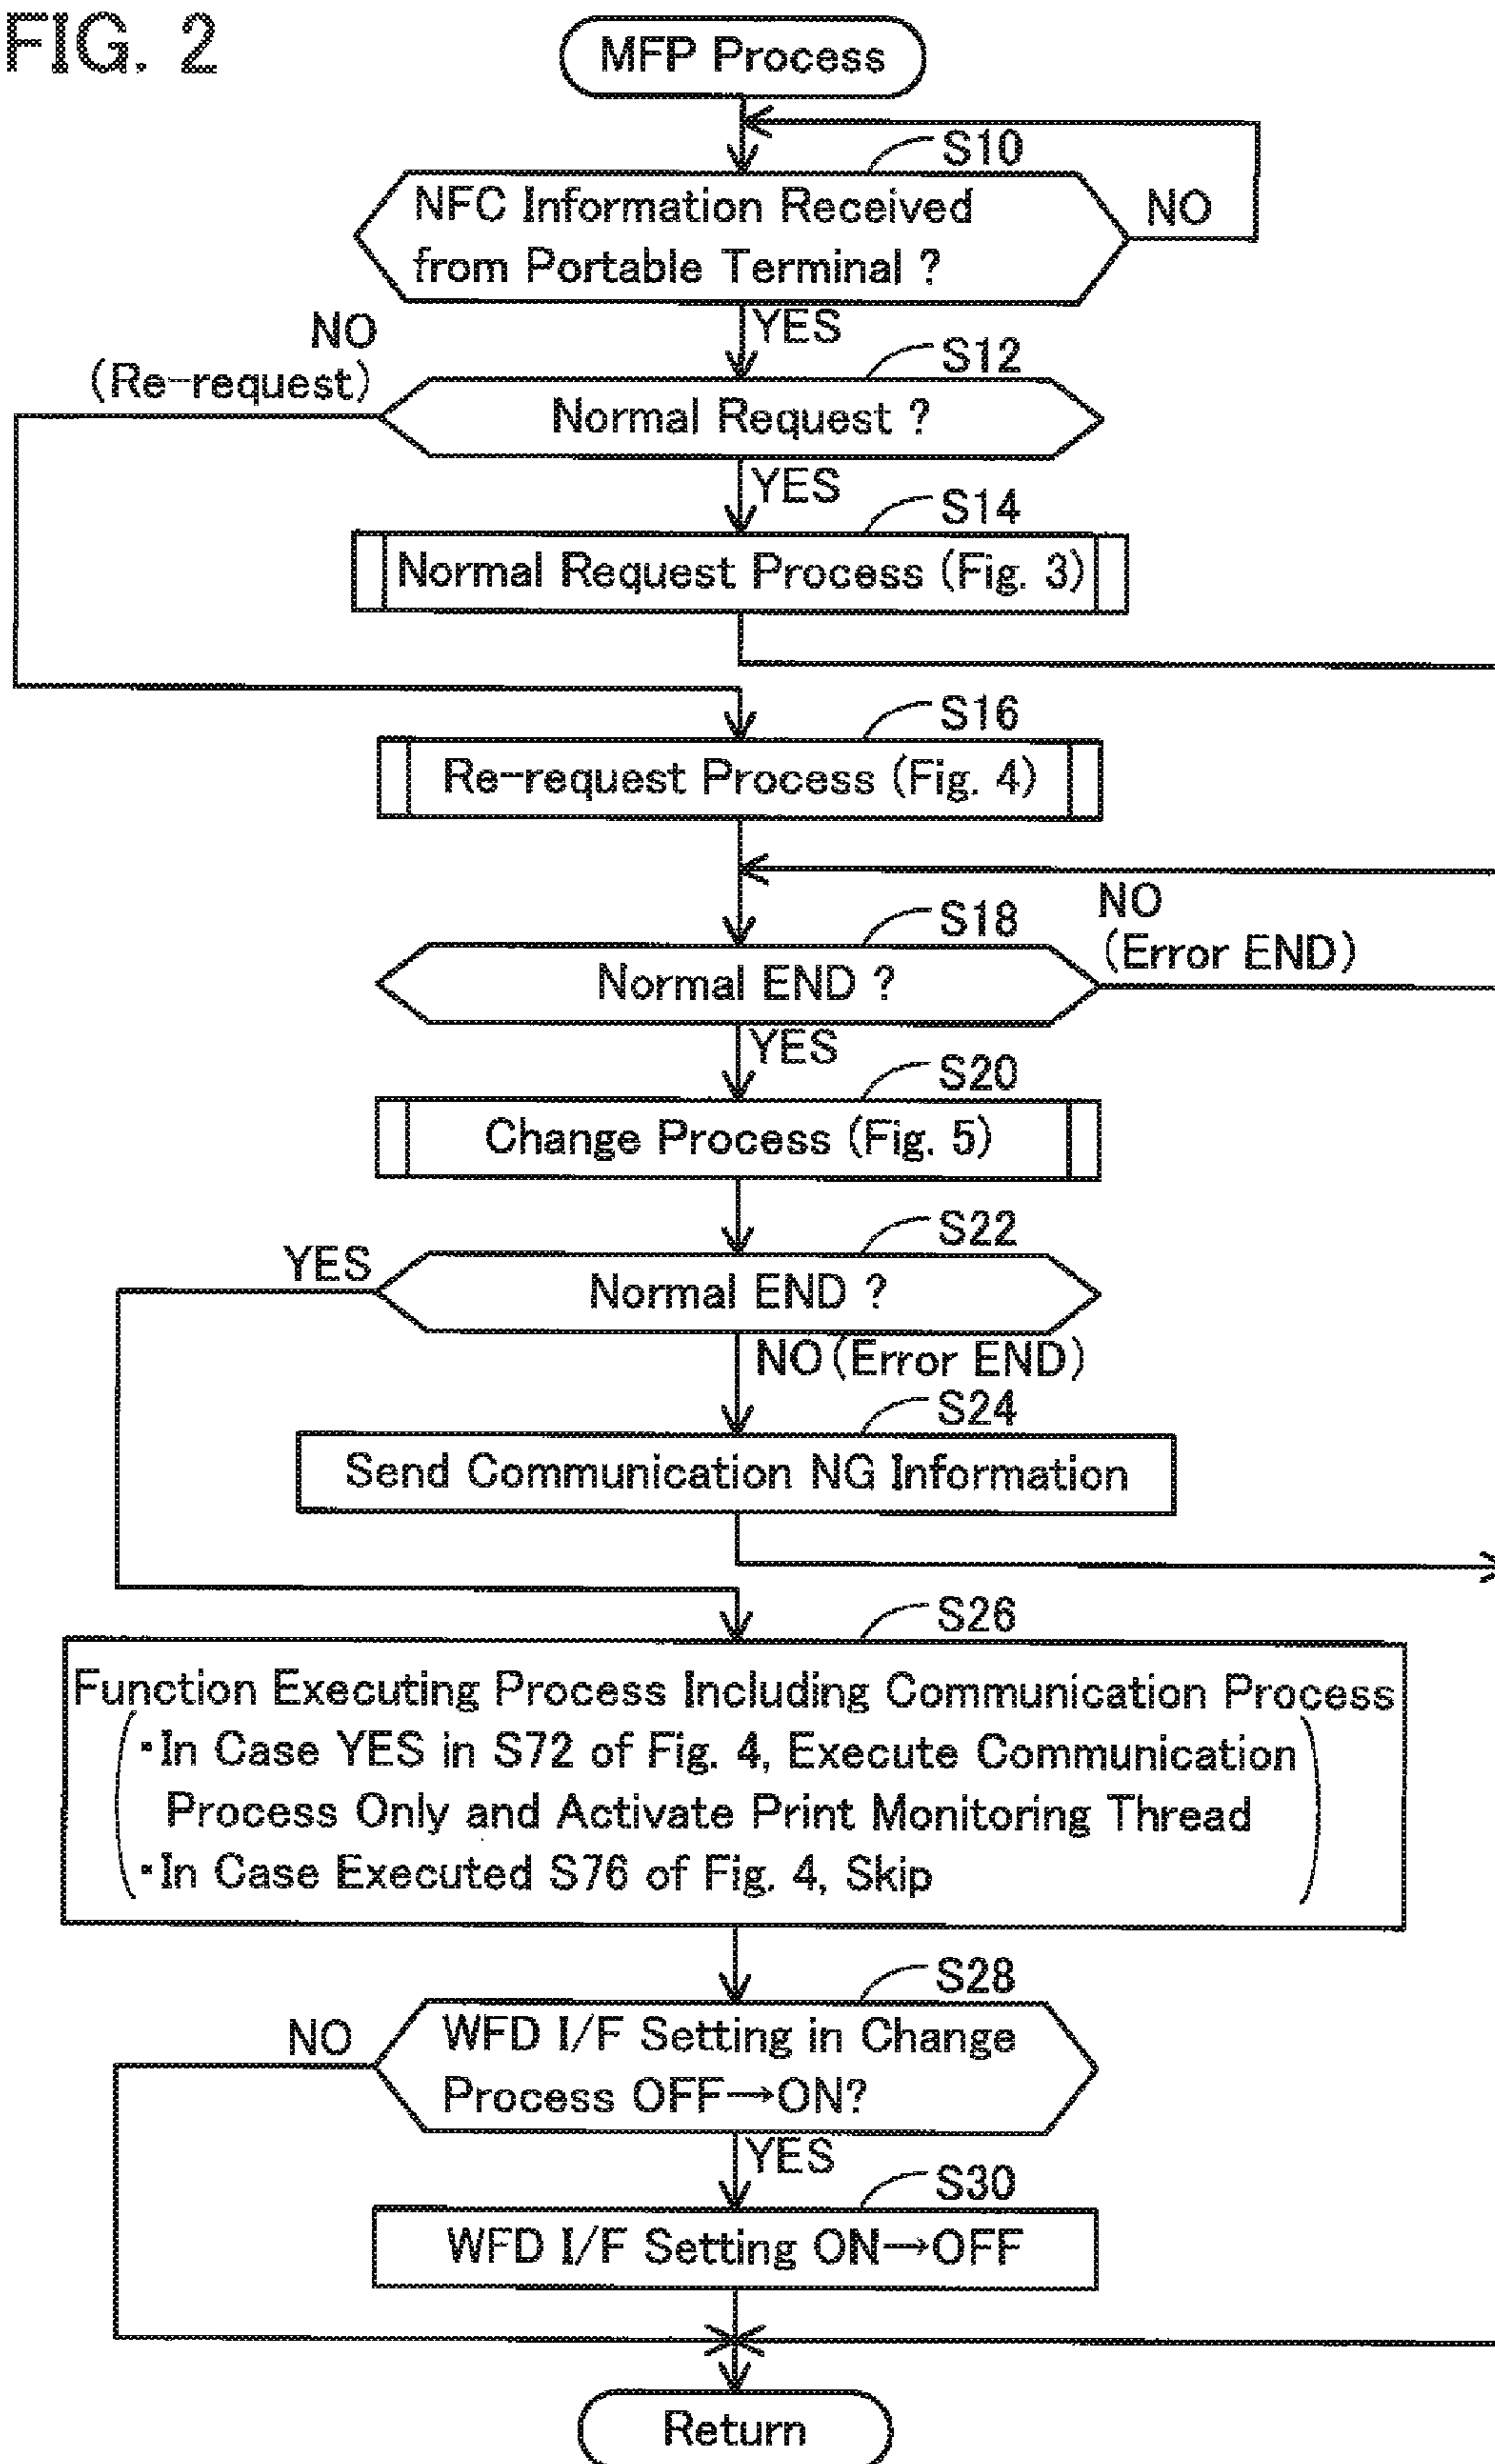 FIG. 2
MFP Process
S10
NFC Information Received
from Portable Terminal ?
NO
YES
NO
(Re-request)
S12
Normal Request ?
YES
S14
Normal Request Process (Fig. 3)
S16
Re-request Process (Fig. 4)
S18
NO
(Error END)
Normal END ?
YES
S20
Change Process (Fig. 5)
S22
YES
Normal END ?
NO (Error END)
S24
Send Communication NG Information
S26
Function Executing Process Including Communication Process
・In Case YES in S72 of Fig. 4, Execute Communication
Process Only and Activate Print Monitoring Thread
・In Case Executed S76 of Fig. 4, Skip
S28
NO
WFD I/F Setting in Change
Process OFF→ON?
YES
S30
WFD I/F Setting ON→OFF
Return